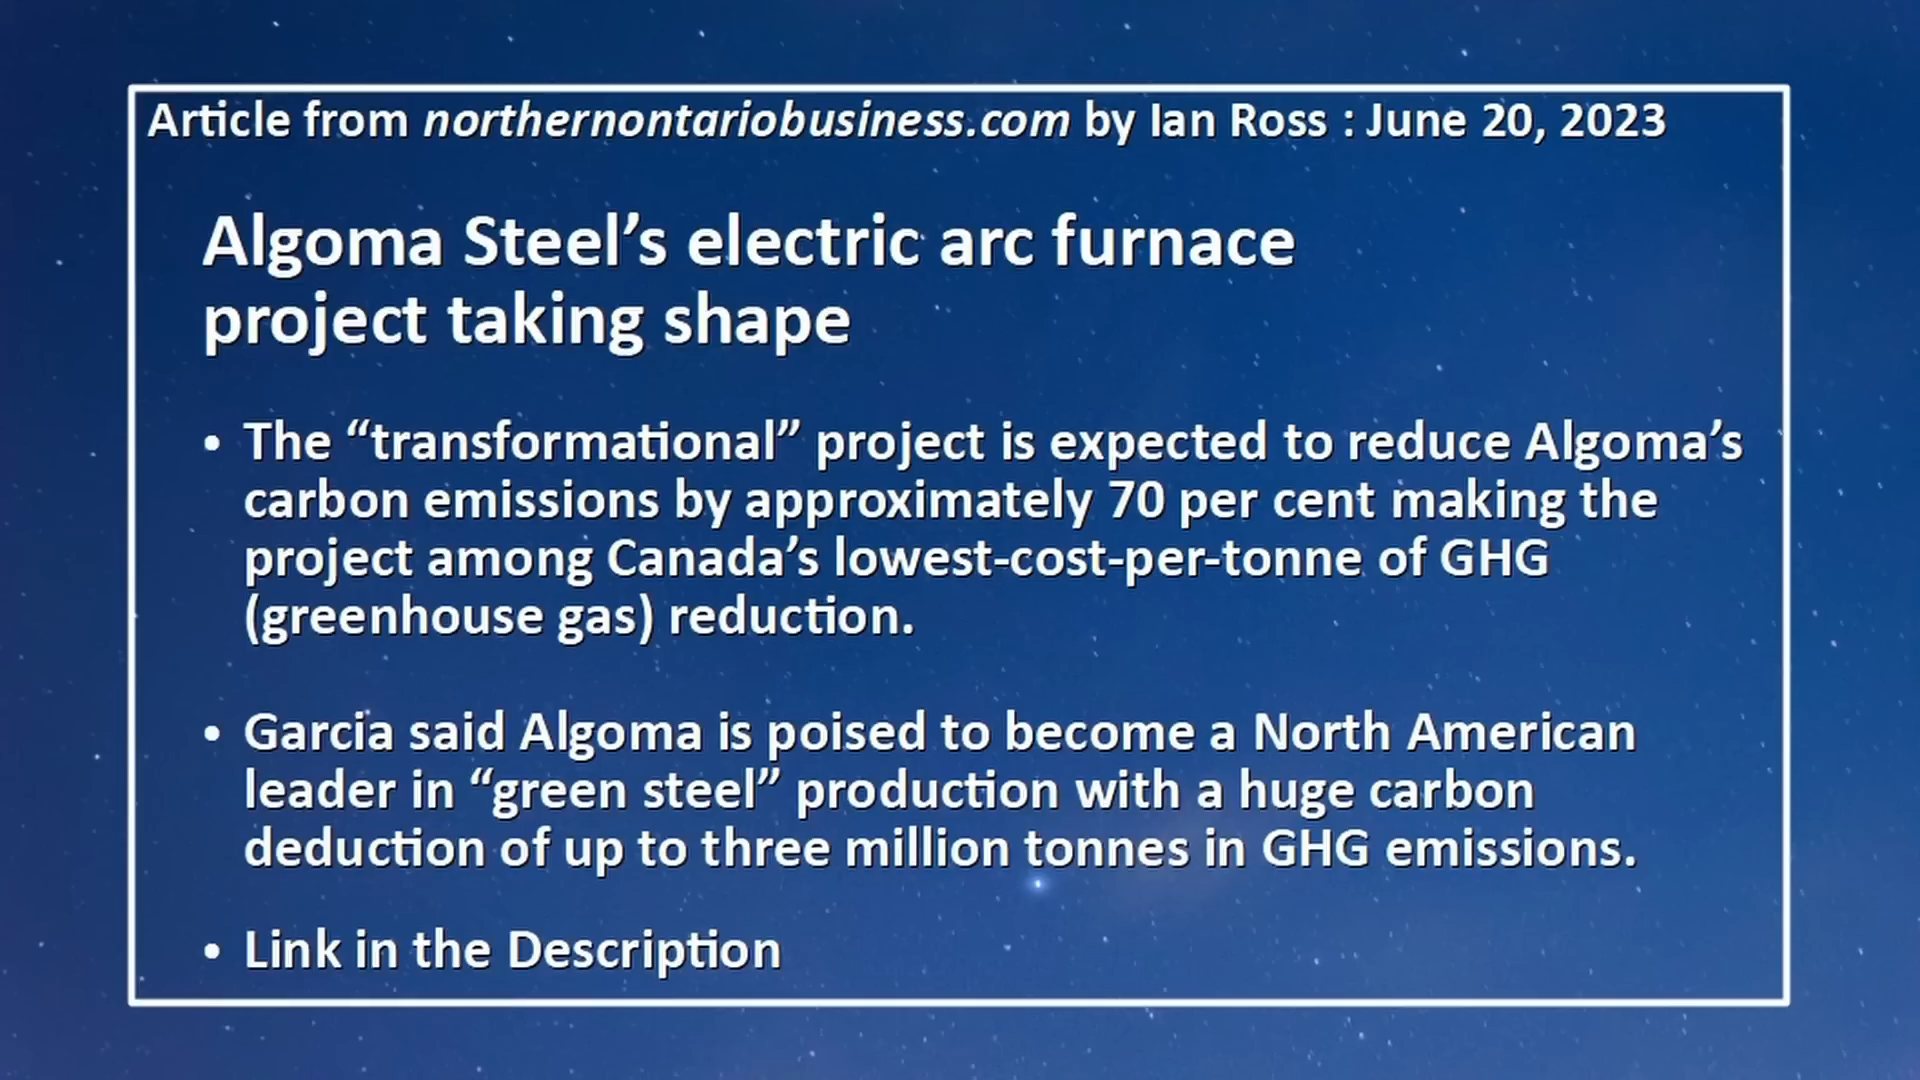 Article from northernontariobusiness.com by Ian Ross : June 20, 2023
Algoma Steel’s electric arc furnace
project taking shape
• The “transformational” project is expected to reduce Algoma’s
carbon emissions by approximately 70 per cent making the
project among Canada’s lowest-cost-per-tonne of GHG
(greenhouse gas) reduction.
• Garcia said Algoma is poised to become a North American
leader in “green steel” production with a huge carbon
deduction of up to three million tonnes in GHG emissions.
• Link in the Description